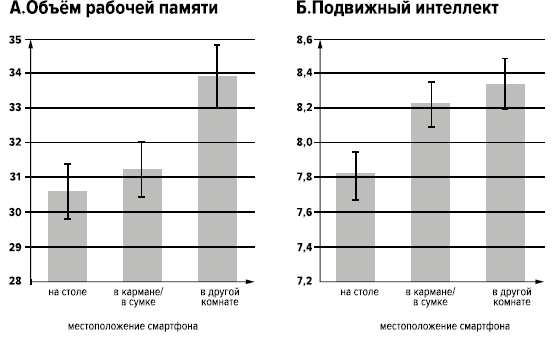 А.Объём рабочей памяти
35
34
33
32
31
30
29
28
на столе
в кармане/
в сумке
в другой
комнате
местоположение смартфона
Б.Подвижный интеллект
8,6
8,4
8,2
8,0
7,8
7,6
7,4
7,2
на столе
в кармане/
в сумке
в другой
комнате
местоположение смартфона